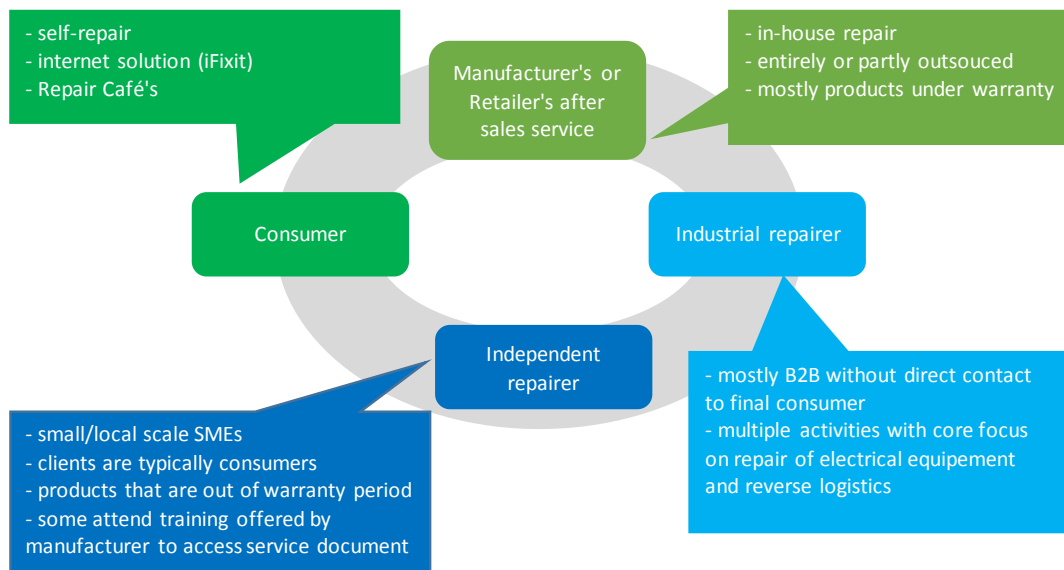 - self-repair
- internet solution (iFixit)
- Repair Café's
Manufacturer's or
Retailer's after
sales service
- in-house repair
- entirely or partly outsouced
- mostly products under warranty
Consumer
Industrial repairer
Independent
repairer
- mostly B2B without direct contact
to final consumer
- multiple activities with core focus
on repair of electrical equipement
and reverse logistics
- small/local scale SMEs
- clients are typically consumers
- products that are out of warranty period
- some attend training offered by
manufacturer to access service document